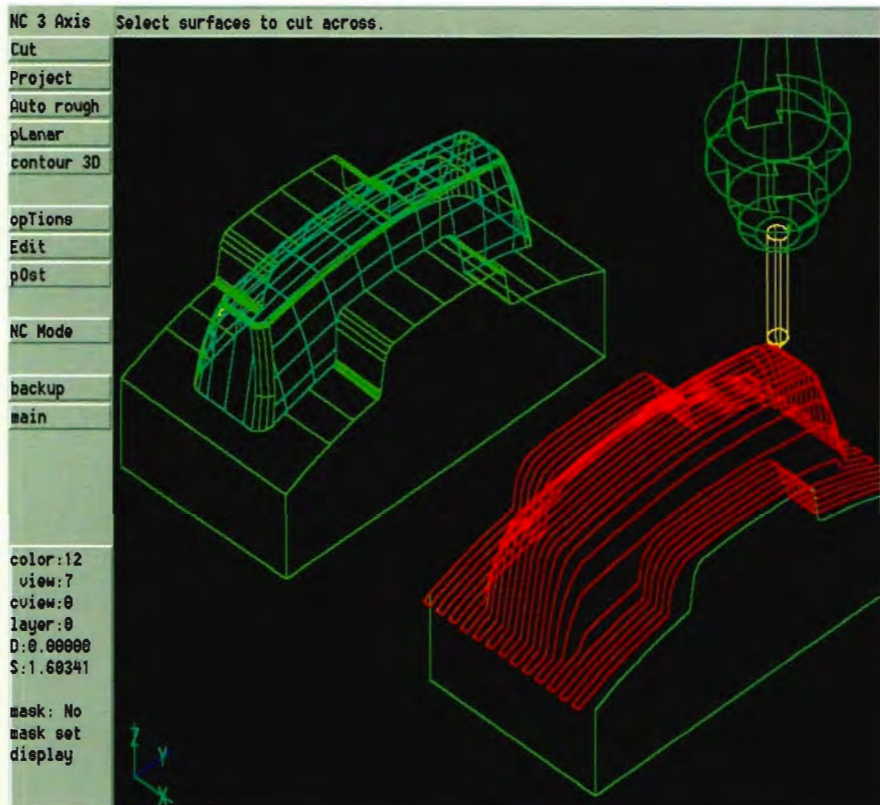 NC 3 Axis
Select surfaces to cut across.
Cut
Project
Auto rough
pLanar
contour 3D
opTions
Edit
pOst
NC Mode
backup
main
color:12
view:7
cview:0
layer:0
D:0.00000
S:1.60341
mask: No
mask set
display
Z
Y
X